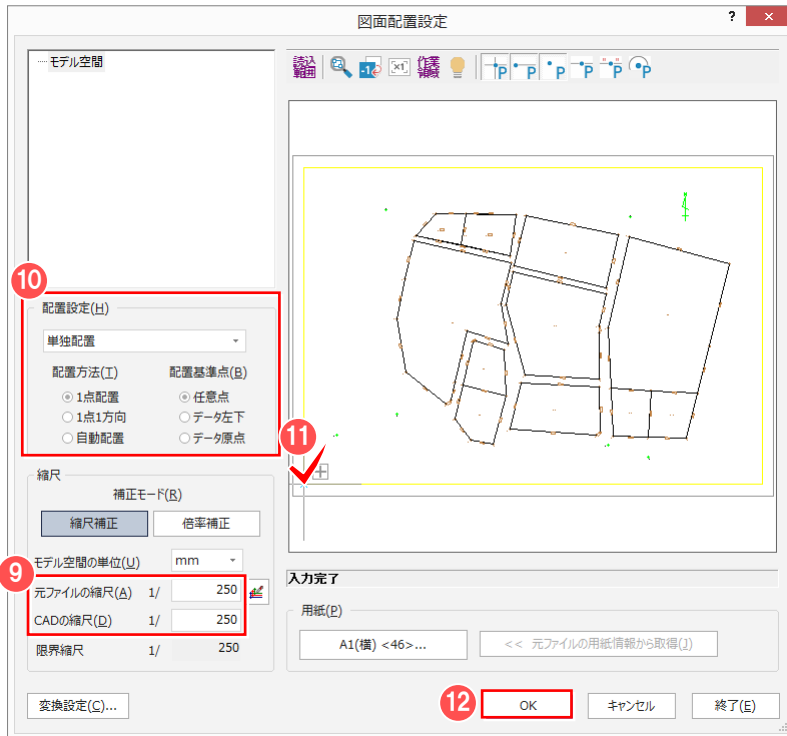 図面配置設定
?
×
モデル空間
読込
範囲
-1
×1
作業
領域
P
P
P
P
P
P
10
配置設定(H)
単独配置
配置方法(T)
配置基準点(B)
1点配置
任意点
1点1方向
データ左下
自動配置
データ原点
11
縮尺
補正モード(R)
縮尺補正
倍率補正
モデル空間の単位(U)
mm
9
元ファイルの縮尺(A)
1/
250
CADの縮尺(D)
1/
250
限界縮尺
1/
250
入力完了
用紙(P)
A1(横) <46>...
<< 元ファイルの用紙情報から取得(J)
変換設定(C)...
12
OK
キャンセル
終了(E)